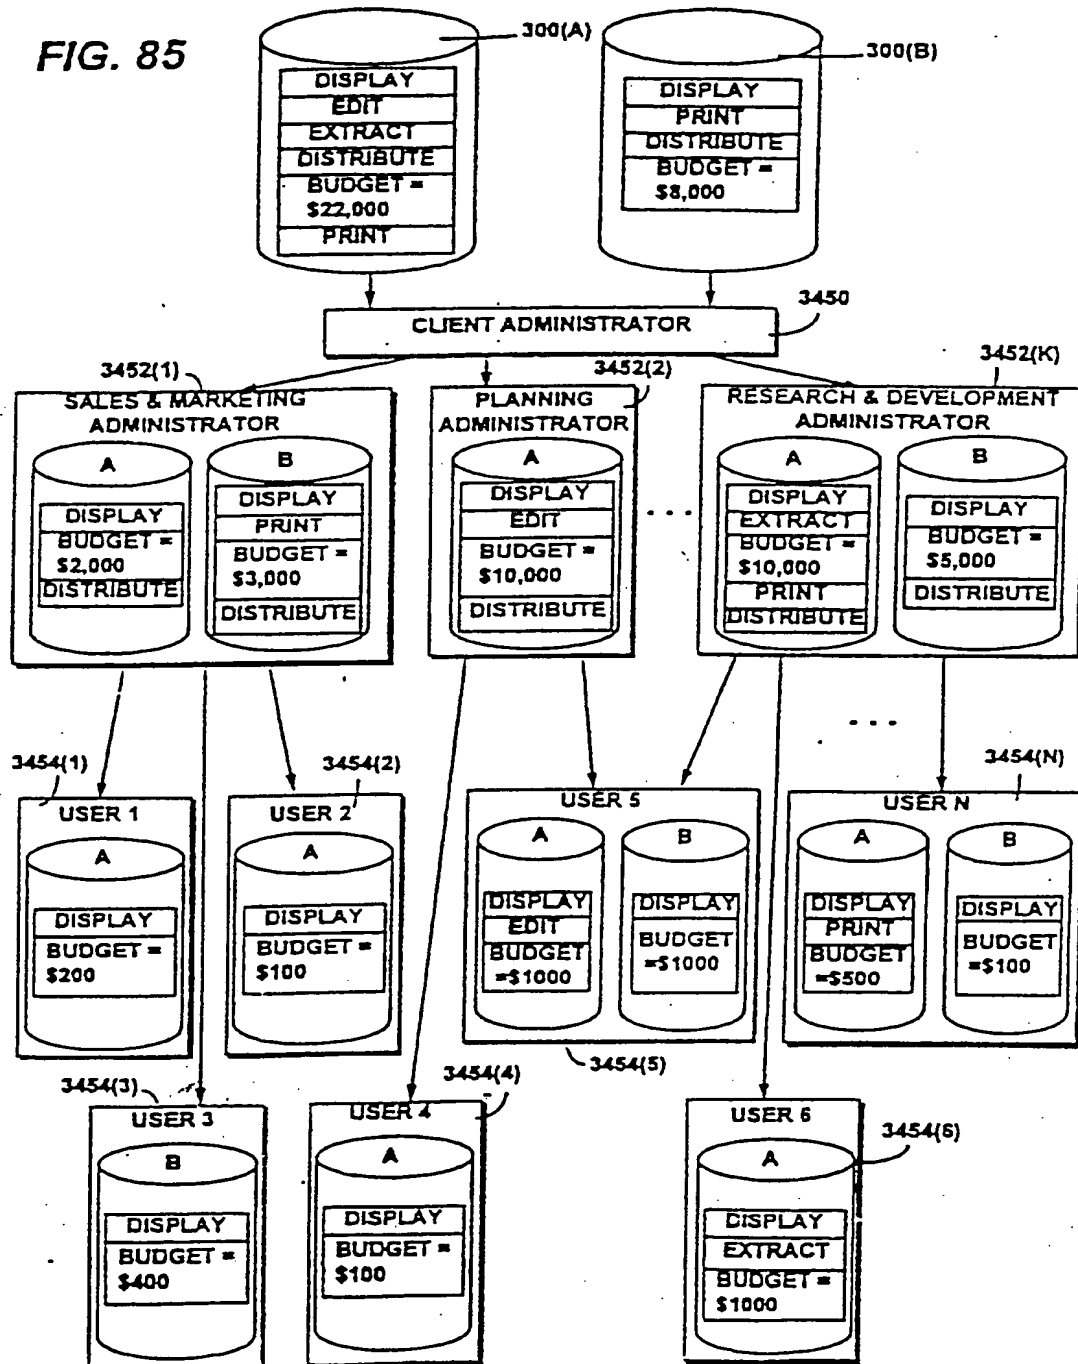 FIG. 85
300(A)
DISPLAY
EDIT
EXTRACT
DISTRIBUTE
BUDGET =
$22,000
PRINT
300(B)
DISPLAY
PRINT
DISTRIBUTE
BUDGET =
$8,000
CLIENT ADMINISTRATOR
3450
3452(1)
SALES & MARKETING
ADMINISTRATOR
A
DISPLAY
BUDGET =
$2,000
DISTRIBUTE
B
DISPLAY
PRINT
BUDGET =
$3,000
DISTRIBUTE
3452(2)
PLANNING
ADMINISTRATOR
A
DISPLAY
EDIT
BUDGET =
$10,000
DISTRIBUTE
. . . .
3452(K)
RESEARCH & DEVELOPMENT
ADMINISTRATOR
A
DISPLAY
EXTRACT
BUDGET =
$10,000
PRINT
DISTRIBUTE
B
DISPLAY
BUDGET =
$5,000
DISTRIBUTE
. . .
3454(1)
USER 1
A
DISPLAY
BUDGET =
$200
3454(2)
USER 2
A
DISPLAY
BUDGET =
$100
USER 5
A
DISPLAY
EDIT
BUDGET
=$1000
B
DISPLAY
BUDGET
=$1000
3454(5)
3454(N)
USER N
A
DISPLAY
PRINT
BUDGET
=$500
B
DISPLAY
BUDGET
=$100
3454(3)
USER 3
B
DISPLAY
BUDGET =
$400
3454(4)
USER 4
A
DISPLAY
BUDGET =
$100
USER 6
3454(6)
A
DISPLAY
EXTRACT
BUDGET =
$1000